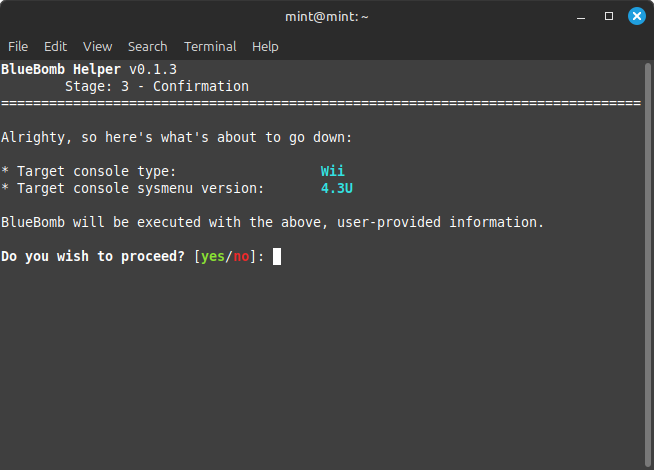 mint@mint:~
File Edit View Search Terminal Help
BlueBomb Helper v0.1.3
Stage: 3 - Confirmation
================================================================================
Alrighty, so here's what's about to go down:
* Target console type: Wii
* Target console sysmenu version: 4.3U
BlueBomb will be executed with the above, user-provided information.
Do you wish to proceed? [yes/no]: